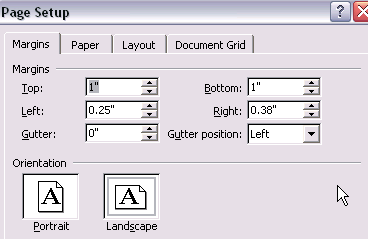 Page Setup
Margins Paper Layout Document Grid
Margins
Top: 1" Bottom: 1"
Left: 0.25" Right: 0.38"
Gutter: 0" Gutter position: Left
Orientation
A A
Portrait Landscape